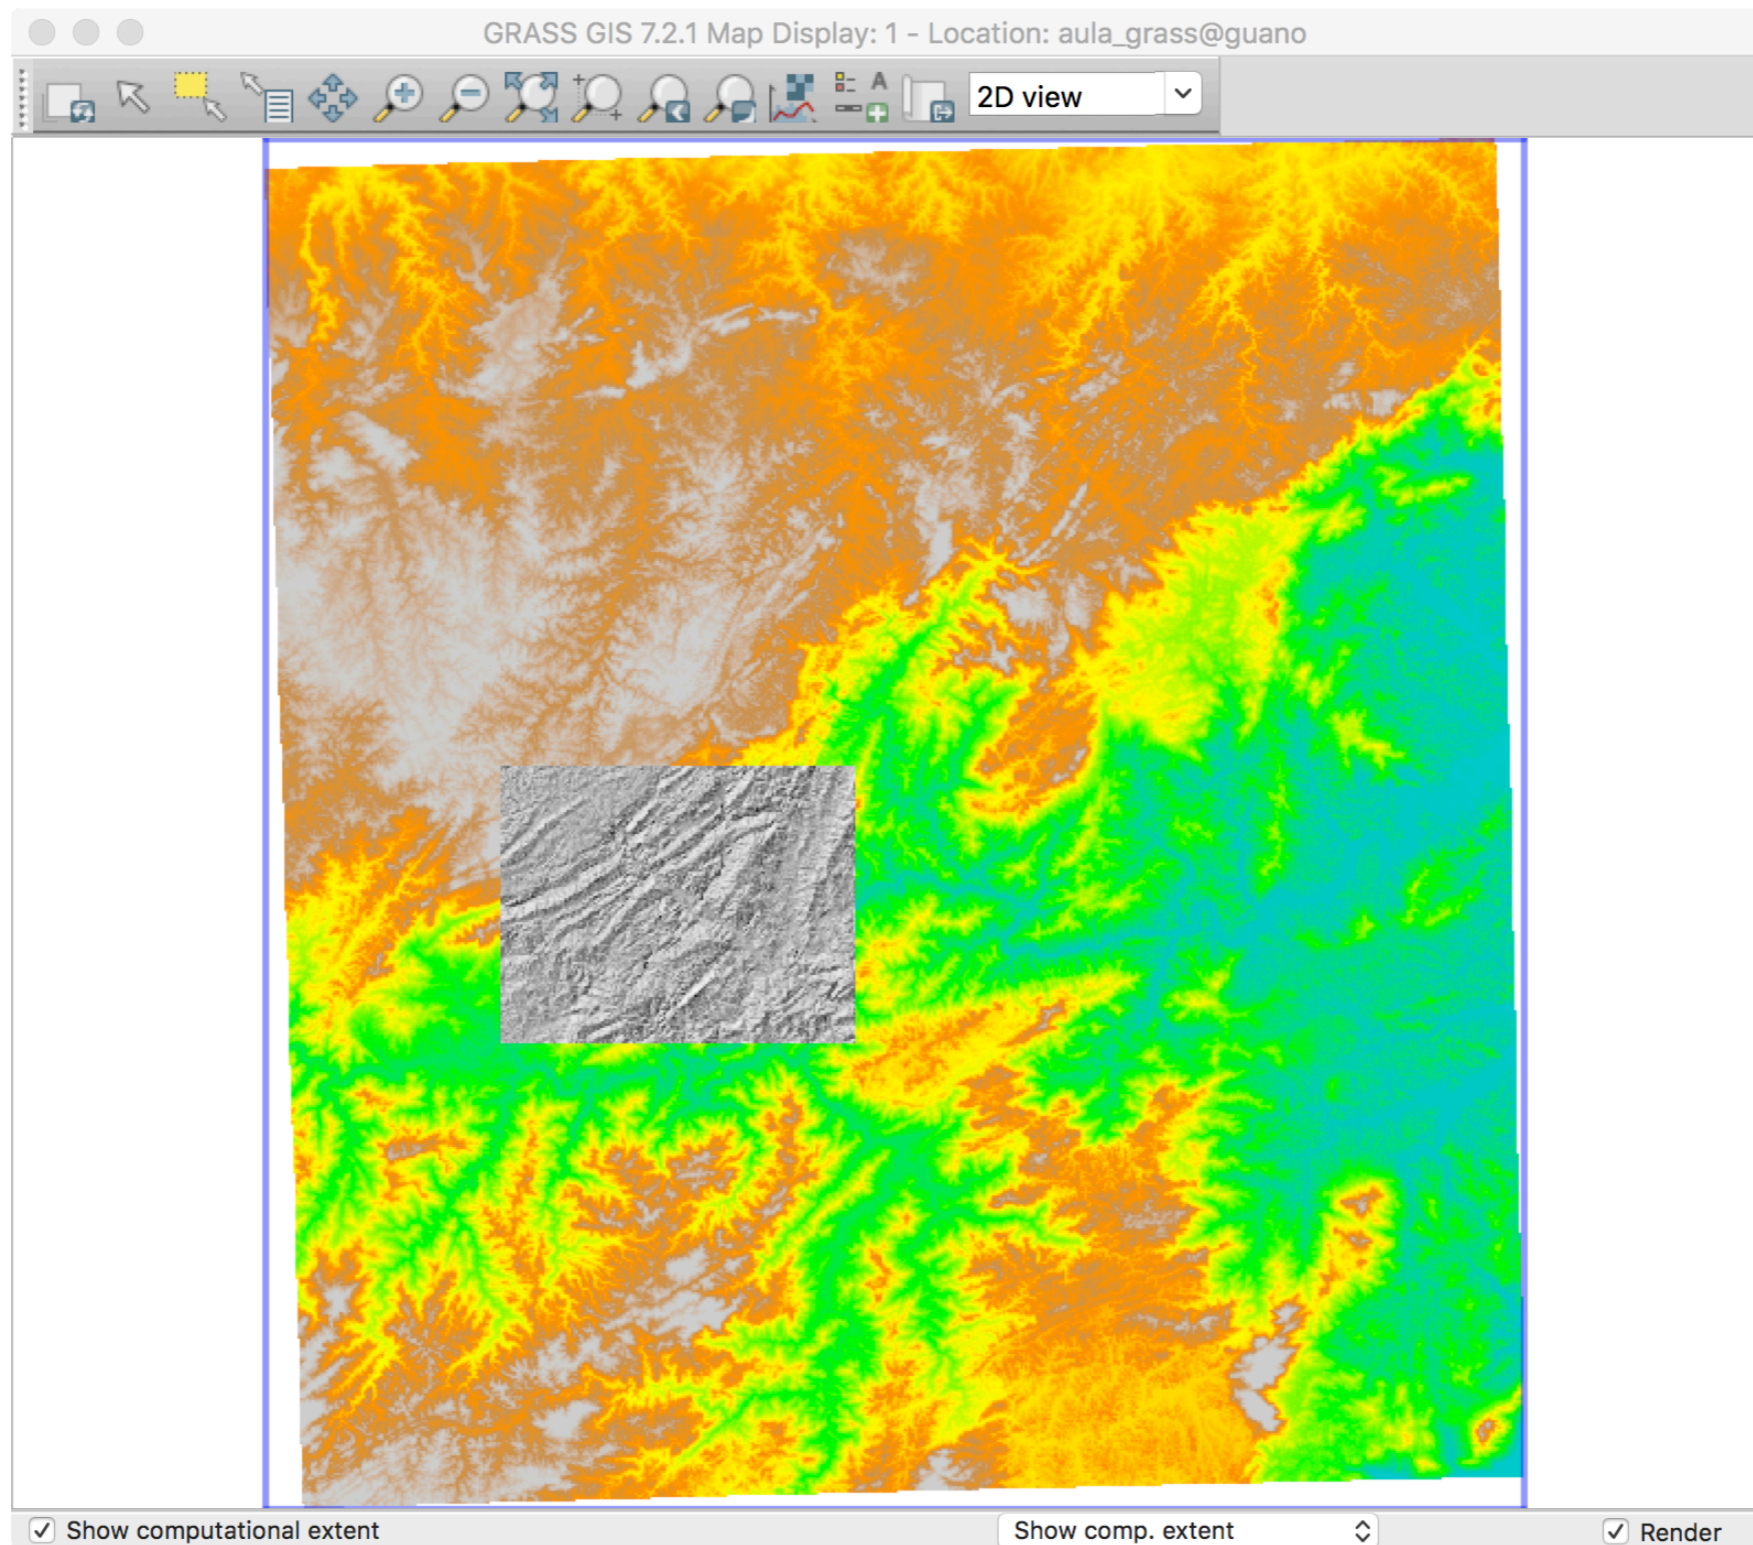 GRASS GIS 7.2.1 Map Display: 1 - Location: aula_grass@guano
A
2D view
Show computational extent
Show comp. extent
Render